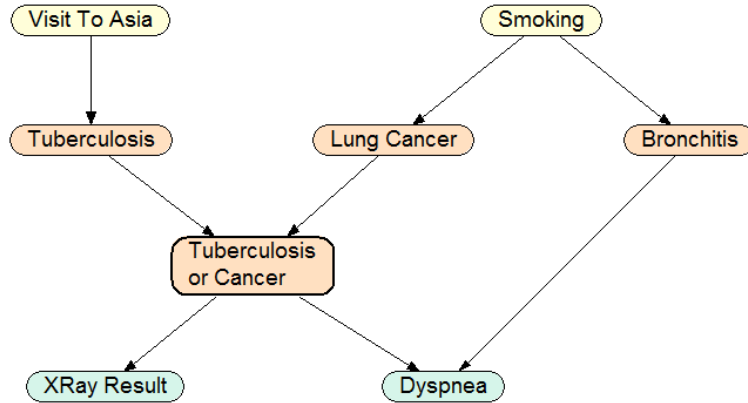 Visit To Asia
Smoking
Tuberculosis
Lung Cancer
Bronchitis
Tuberculosis
or Cancer
XRay Result
Dyspnea